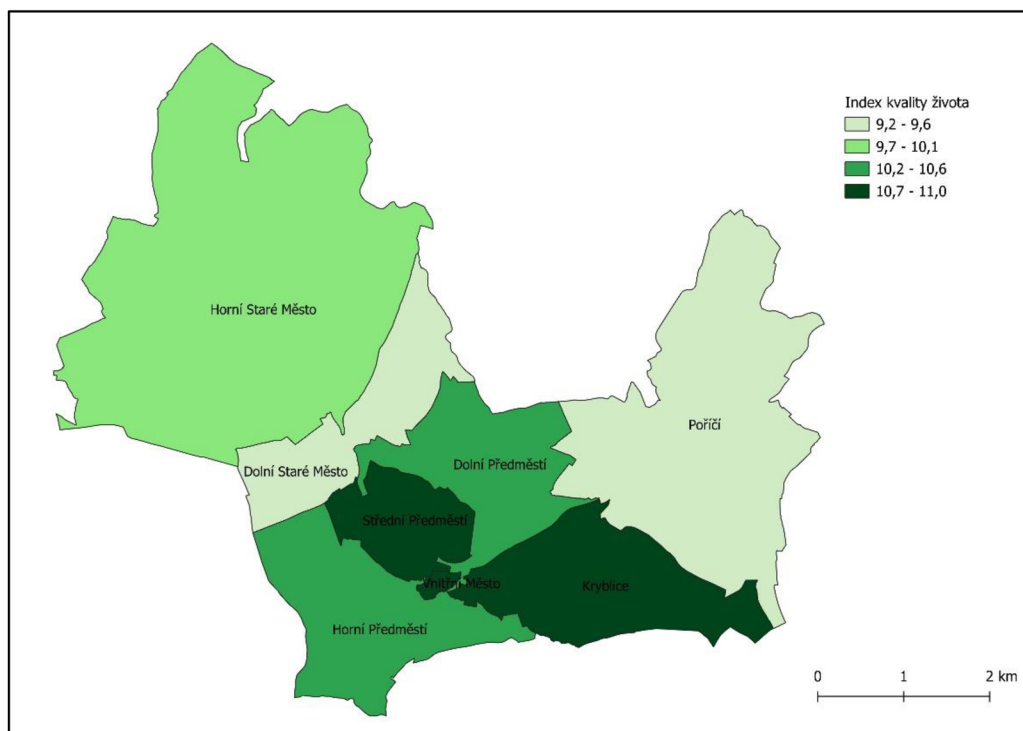 Index kvality života
9,2 - 9,6
9,7 - 10,1
10,2 - 10,6
10,7 - 11,0
Horní Staré Město
Poříčí
Dolní Staré Město
Dolní Předměstí
Střední Předměstí
Vnitřní Město
Kryblice
Horní Předměstí
0 1 2 km